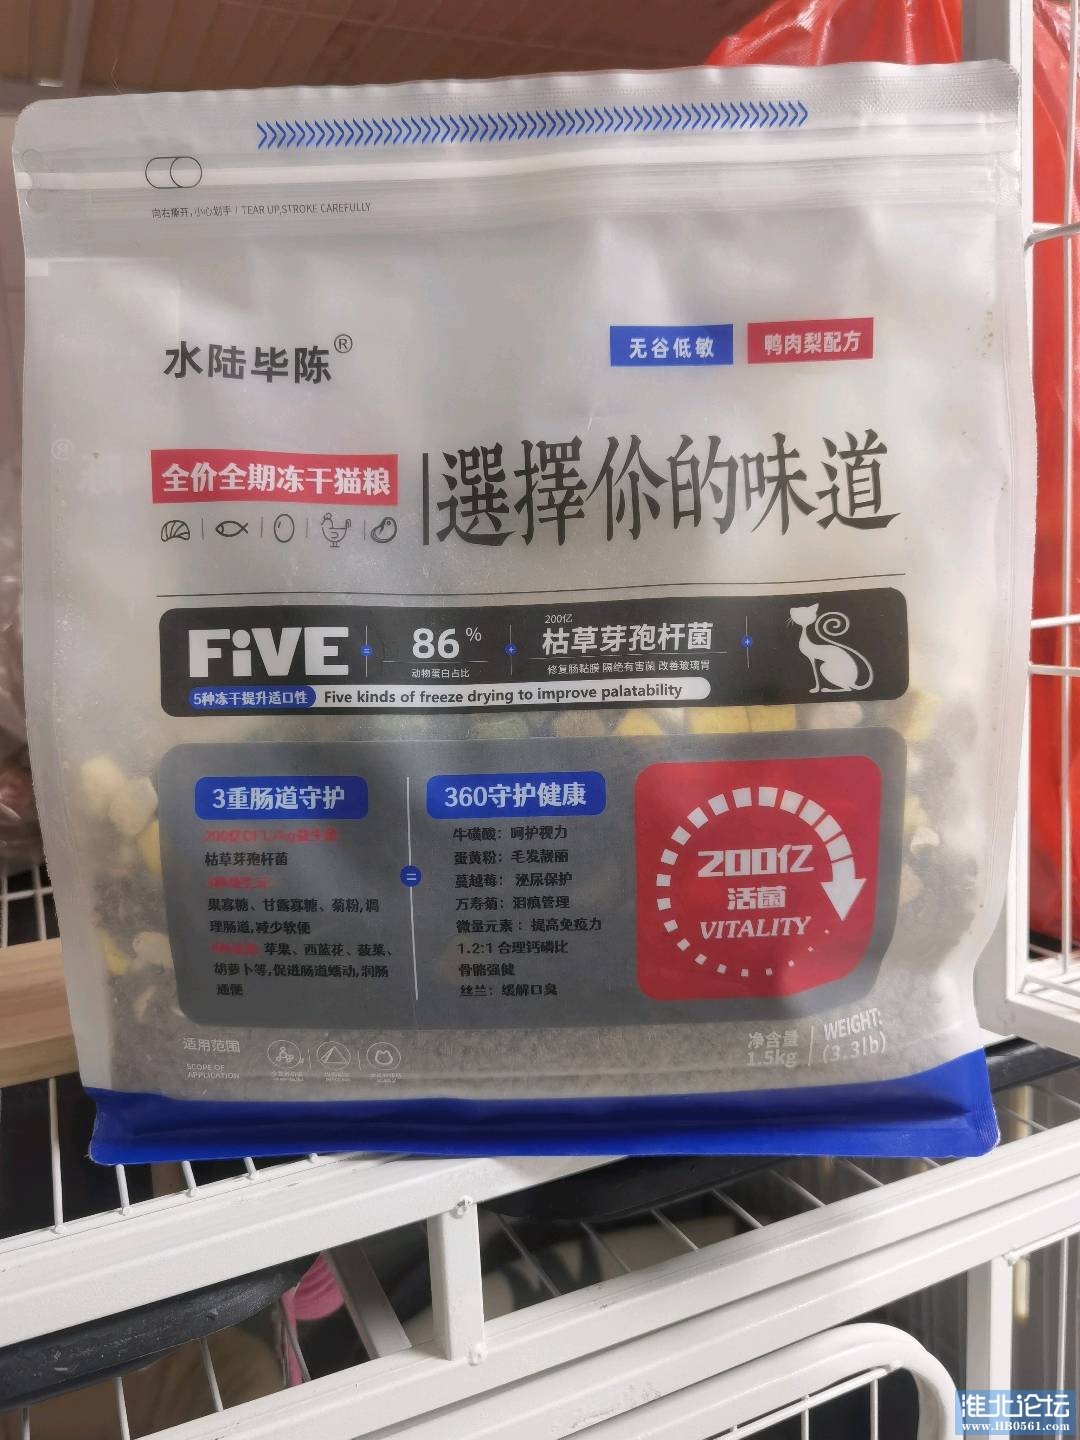 向右撕开,小心划手 | TEAR UP,STROKE CAREFULLY
水陆毕陈®
无谷低敏
鸭肉梨配方
全价全期冻干猫粮
選擇你的味道
FiVE = 86% + 200亿 枯草芽孢杆菌 +
动物蛋白占比
修复肠黏膜 隔绝有害菌 改善玻璃胃
5种冻干提升适口性 Five kinds of freeze drying to improve palatability
3重肠道守护
枯草芽孢杆菌
果寡糖、甘露寡糖、菊粉,调
理肠道,减少软便
苹果、西蓝花、菠菜、
胡萝卜等,促进肠道蠕动,润肠
通便
=
360守护健康
牛磺酸：呵护视力
蛋黄粉：毛发靓丽
蔓越莓：泌尿保护
万寿菊：泪痕管理
微量元素：提高免疫力
1.2:1 合理钙磷比
骨骼强健
丝兰：缓解口臭
200亿
活菌
VITALITY
适用范围
SCOPE OF
APPLICATION
净含量
1.5kg
WEIGHT:
(3.3lb)
淮北论坛
www.HB0561.com